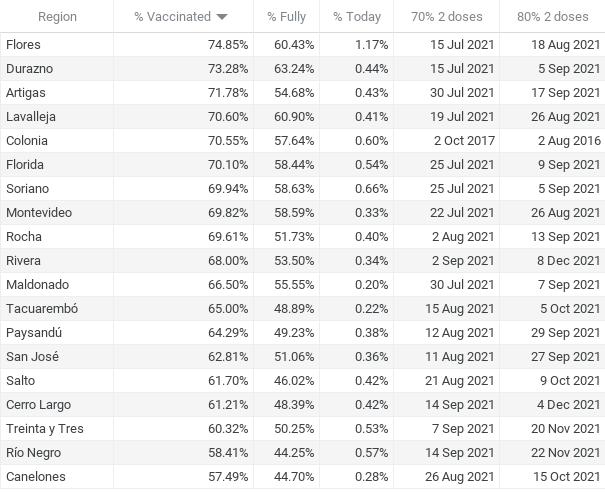 Region % Vaccinated % Fully % Today 70% 2 doses 80% 2 doses
Flores 74.85% 60.43% 1.17% 15 Jul 2021 18 Aug 2021
Durazno 73.28% 63.24% 0.44% 15 Jul 2021 5 Sep 2021
Artigas 71.78% 54.68% 0.43% 30 Jul 2021 17 Sep 2021
Lavalleja 70.60% 60.90% 0.41% 19 Jul 2021 26 Aug 2021
Colonia 70.55% 57.64% 0.60% 2 Oct 2017 2 Aug 2016
Florida 70.10% 58.44% 0.54% 25 Jul 2021 9 Sep 2021
Soriano 69.94% 58.63% 0.66% 25 Jul 2021 5 Sep 2021
Montevideo 69.82% 58.59% 0.33% 22 Jul 2021 26 Aug 2021
Rocha 69.61% 51.73% 0.40% 2 Aug 2021 13 Sep 2021
Rivera 68.00% 53.50% 0.34% 2 Sep 2021 8 Dec 2021
Maldonado 66.50% 55.55% 0.20% 30 Jul 2021 7 Sep 2021
Tacuarembó 65.00% 48.89% 0.22% 15 Aug 2021 5 Oct 2021
Paysandú 64.29% 49.23% 0.38% 12 Aug 2021 29 Sep 2021
San José 62.81% 51.06% 0.36% 11 Aug 2021 27 Sep 2021
Salto 61.70% 46.02% 0.42% 21 Aug 2021 9 Oct 2021
Cerro Largo 61.21% 48.39% 0.42% 14 Sep 2021 4 Dec 2021
Treinta y Tres 60.32% 50.25% 0.53% 7 Sep 2021 20 Nov 2021
Río Negro 58.41% 44.25% 0.57% 14 Sep 2021 22 Nov 2021
Canelones 57.49% 44.70% 0.28% 26 Aug 2021 15 Oct 2021